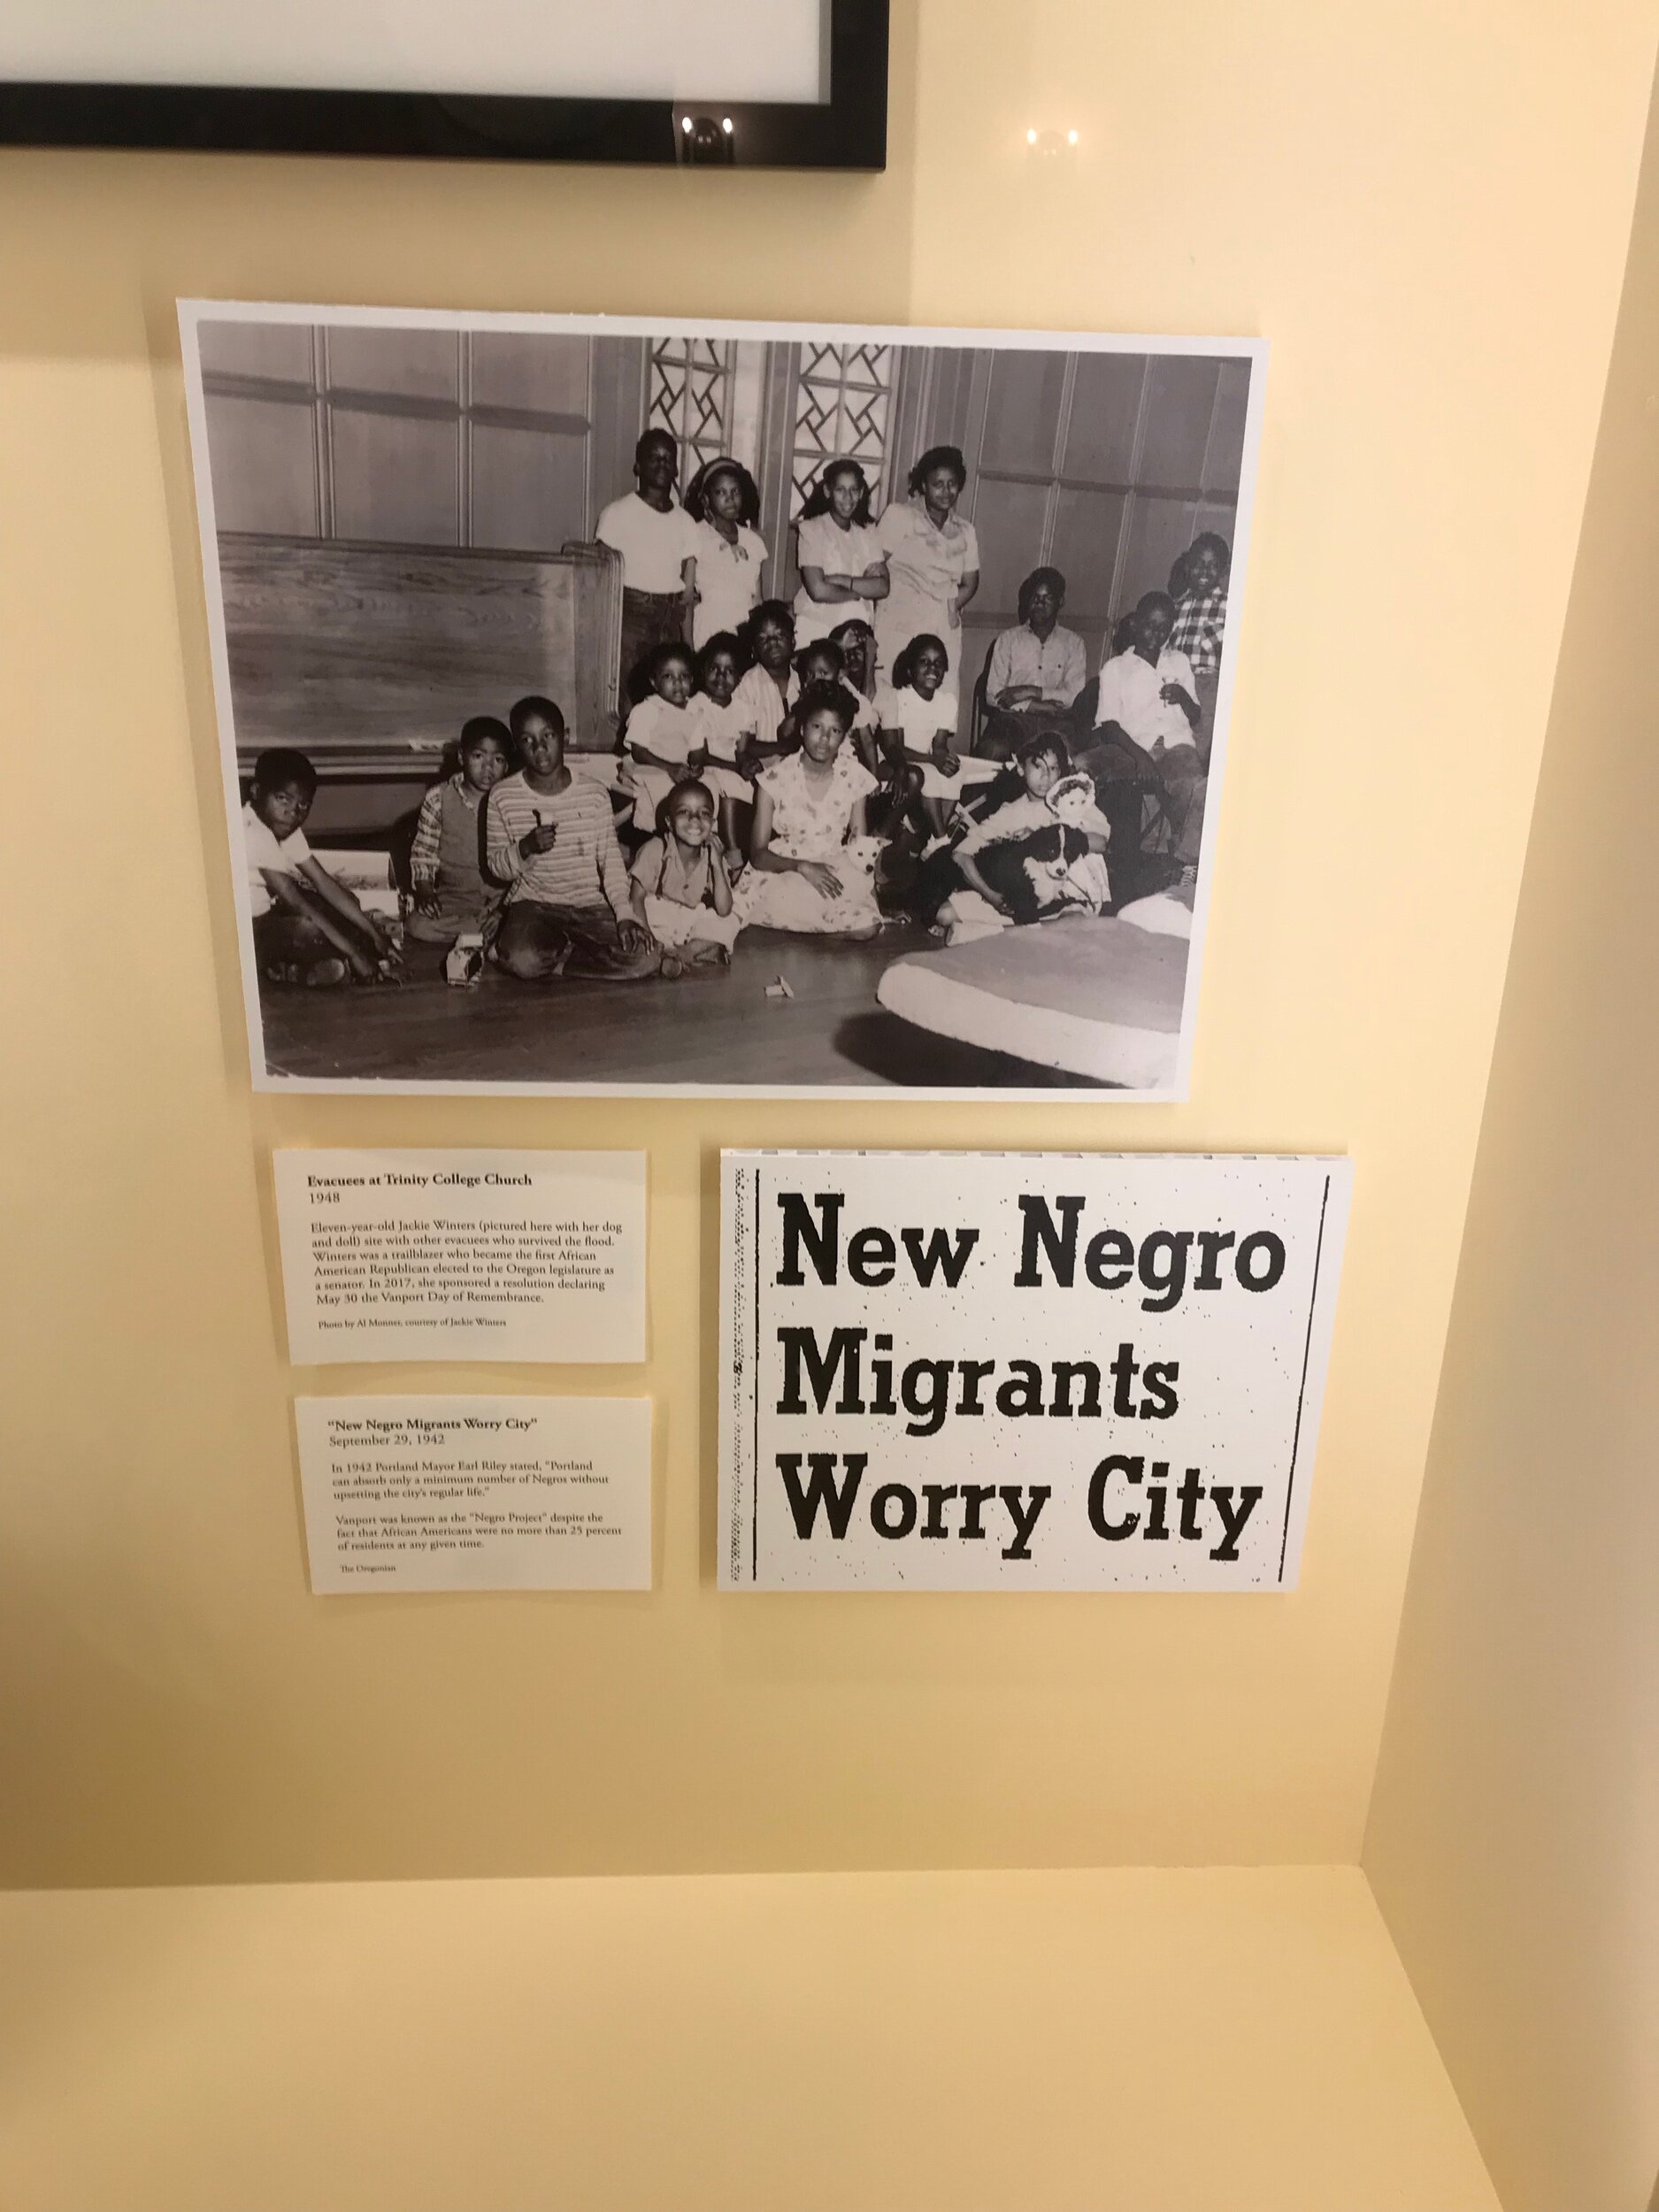 Evacuees at Trinity College Church
1948
Eleven-year-old Jackie Winters (pictured here with her dog
and doll) site with other evacuees who survived the flood.
Winters was a trailblazer who became the first African
American Republican elected to the Oregon legislature as
a senator. In 2017, she sponsored a resolution declaring
May 30 the Vanport Day of Remembrance.
Photo by Al Monner, courtesy of Jackie Winters
"New Negro Migrants Worry City"
September 29, 1942
In 1942 Portland Mayor Earl Riley stated, "Portland
can absorb only a minimum number of Negros without
upsetting the city's regular life."
Vanport was known as the "Negro Project" despite the
fact that African Americans were no more than 25 percent
of residents at any given time.
The Oregonian
New Negro
Migrants
Worry City